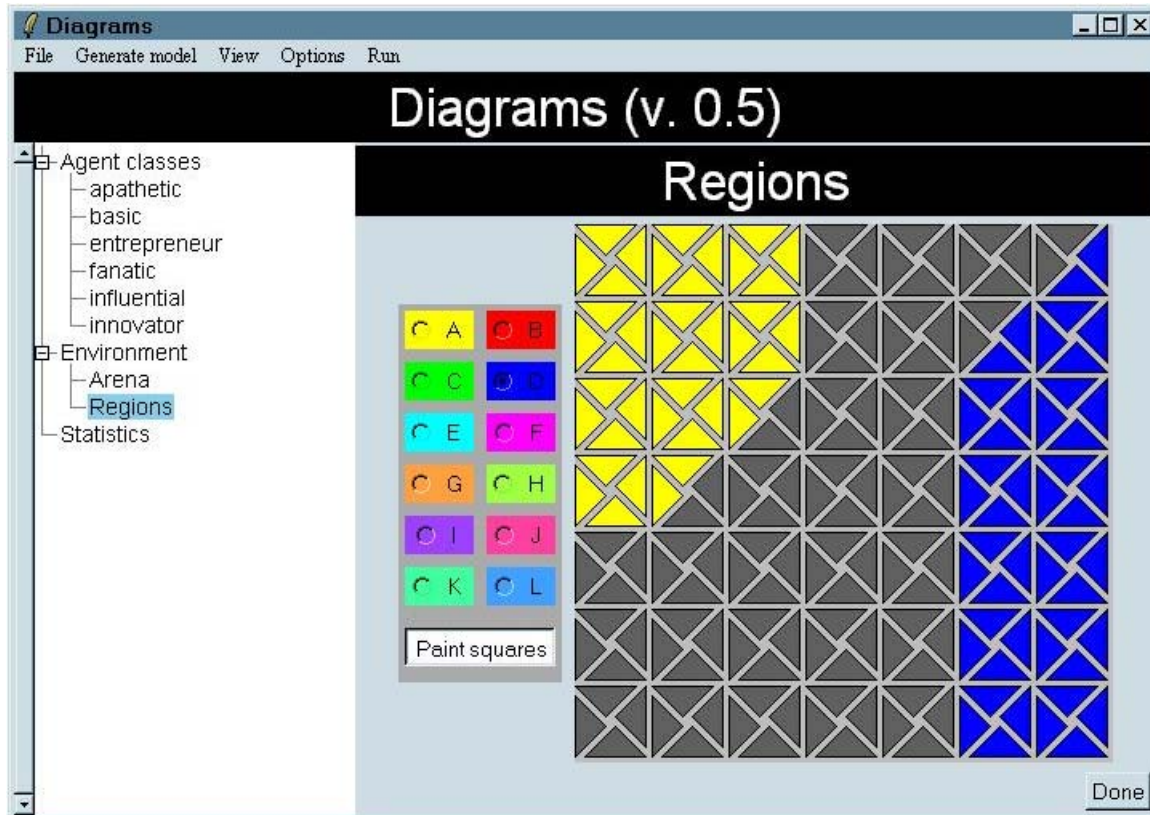 Diagrams
File Generate model View Options Run
Diagrams (v. 0.5)
Agent classes
apathetic
basic
entrepreneur
fanatic
influential
innovator
Environment
Arena
Regions
Statistics
Regions
A B
C D
E F
G H
I J
K L
Paint squares
Done